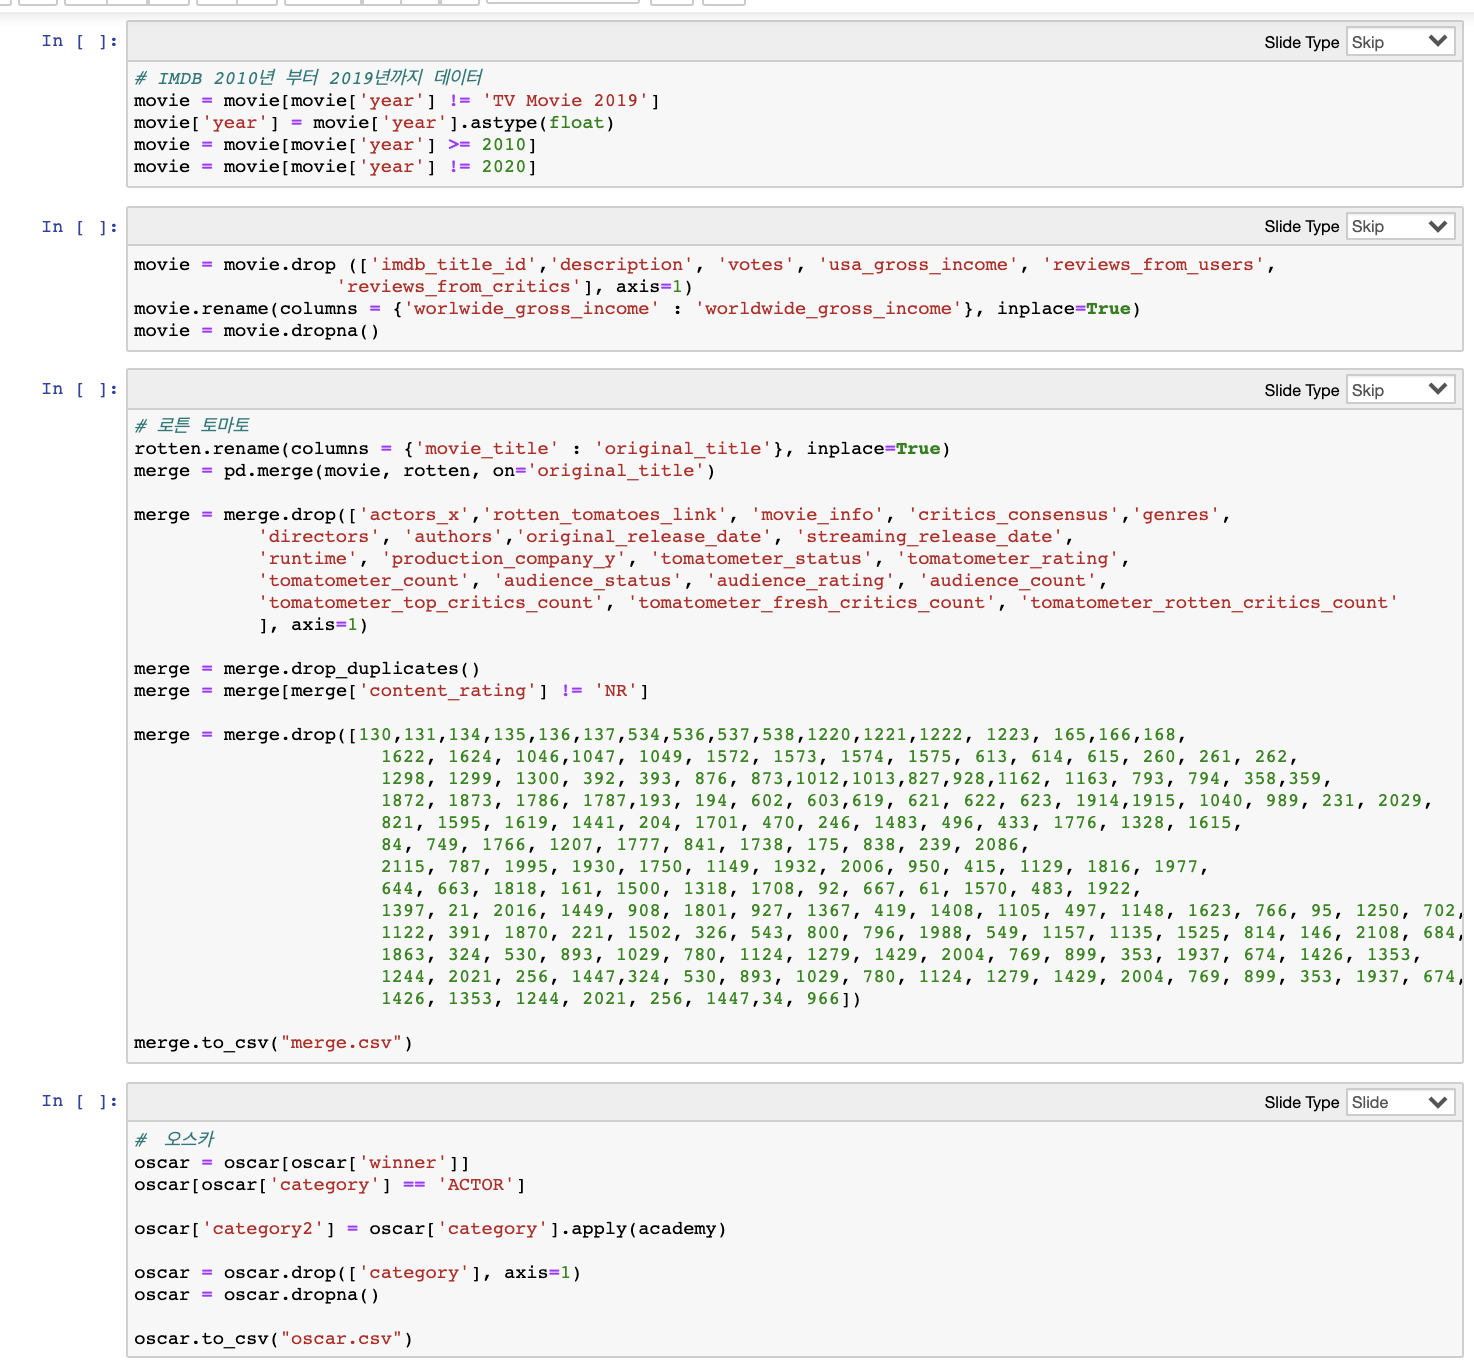 In [ ]:
Slide Type Skip
# IMDB 2010년 부터 2019년까지 데이터
movie = movie[movie['year'] != 'TV Movie 2019']
movie['year'] = movie['year'].astype(float)
movie = movie[movie['year'] >= 2010]
movie = movie[movie['year'] != 2020]
In [ ]:
Slide Type Skip
movie = movie.drop (['imdb_title_id','description', 'votes', 'usa_gross_income', 'reviews_from_users',
'reviews_from_critics'], axis=1)
movie.rename(columns = {'worlwide_gross_income' : 'worldwide_gross_income'}, inplace=True)
movie = movie.dropna()
In [ ]:
Slide Type Skip
# 로튼 토마토
rotten.rename(columns = {'movie_title' : 'original_title'}, inplace=True)
merge = pd.merge(movie, rotten, on='original_title')
merge = merge.drop(['actors_x','rotten_tomatoes_link', 'movie_info', 'critics_consensus','genres',
'directors', 'authors','original_release_date', 'streaming_release_date',
'runtime', 'production_company_y', 'tomatometer_status', 'tomatometer_rating',
'tomatometer_count', 'audience_status', 'audience_rating', 'audience_count',
'tomatometer_top_critics_count', 'tomatometer_fresh_critics_count', 'tomatometer_rotten_critics_count'
], axis=1)
merge = merge.drop_duplicates()
merge = merge[merge['content_rating'] != 'NR']
merge = merge.drop([130,131,134,135,136,137,534,536,537,538,1220,1221,1222, 1223, 165,166,168,
1622, 1624, 1046,1047, 1049, 1572, 1573, 1574, 1575, 613, 614, 615, 260, 261, 262,
1298, 1299, 1300, 392, 393, 876, 873,1012,1013,827,928,1162, 1163, 793, 794, 358,359,
1872, 1873, 1786, 1787,193, 194, 602, 603,619, 621, 622, 623, 1914,1915, 1040, 989, 231, 2029,
821, 1595, 1619, 1441, 204, 1701, 470, 246, 1483, 496, 433, 1776, 1328, 1615,
84, 749, 1766, 1207, 1777, 841, 1738, 175, 838, 239, 2086,
2115, 787, 1995, 1930, 1750, 1149, 1932, 2006, 950, 415, 1129, 1816, 1977,
644, 663, 1818, 161, 1500, 1318, 1708, 92, 667, 61, 1570, 483, 1922,
1397, 21, 2016, 1449, 908, 1801, 927, 1367, 419, 1408, 1105, 497, 1148, 1623, 766, 95, 1250, 702,
1122, 391, 1870, 221, 1502, 326, 543, 800, 796, 1988, 549, 1157, 1135, 1525, 814, 146, 2108, 684,
1863, 324, 530, 893, 1029, 780, 1124, 1279, 1429, 2004, 769, 899, 353, 1937, 674, 1426, 1353,
1244, 2021, 256, 1447,324, 530, 893, 1029, 780, 1124, 1279, 1429, 2004, 769, 899, 353, 1937, 674,
1426, 1353, 1244, 2021, 256, 1447,34, 966])
merge.to_csv("merge.csv")
In [ ]:
Slide Type Slide
# 오스카
oscar = oscar[oscar['winner']]
oscar[oscar['category'] == 'ACTOR']
oscar['category2'] = oscar['category'].apply(academy)
oscar = oscar.drop(['category'], axis=1)
oscar = oscar.dropna()
oscar.to_csv("oscar.csv")